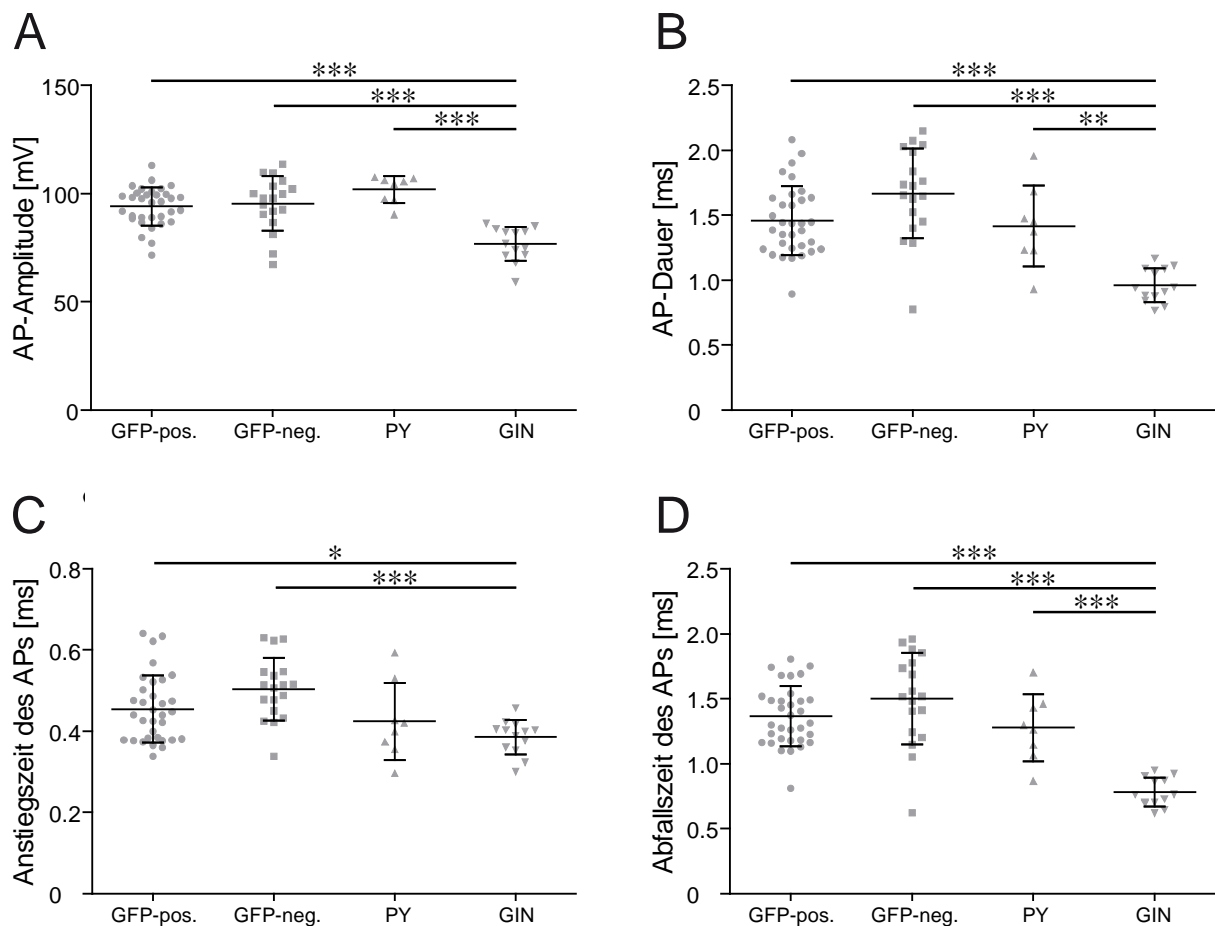 A
AP-Amplitude [mV]
150
100
50
0
***
***
***
GFP-pos. GFP-neg. PY GIN
B
AP-Dauer [ms]
2.5
2.0
1.5
1.0
0.5
0
***
***
**
GFP-pos. GFP-neg. PY GIN
C
Anstiegszeit des APs [ms]
0.8
0.6
0.4
0.2
0
*
***
GFP-pos. GFP-neg. PY GIN
D
Abfallszeit des APs [ms]
2.5
2.0
1.5
1.0
0.5
0
***
***
***
GFP-pos. GFP-neg. PY GIN